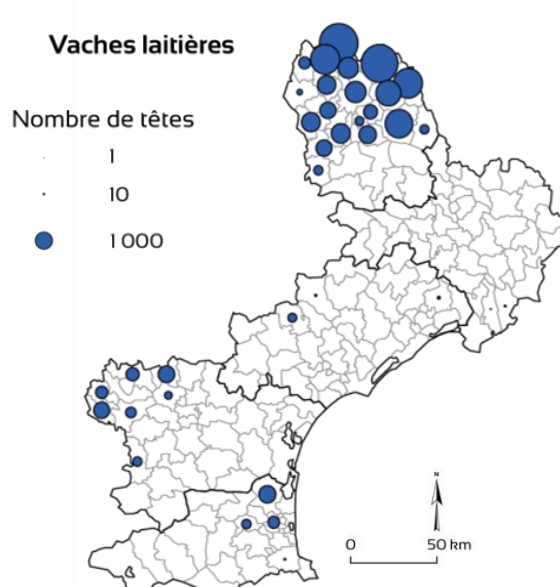 Vaches laitières
Nombre de têtes
1
10
1 000
N
0 50 km